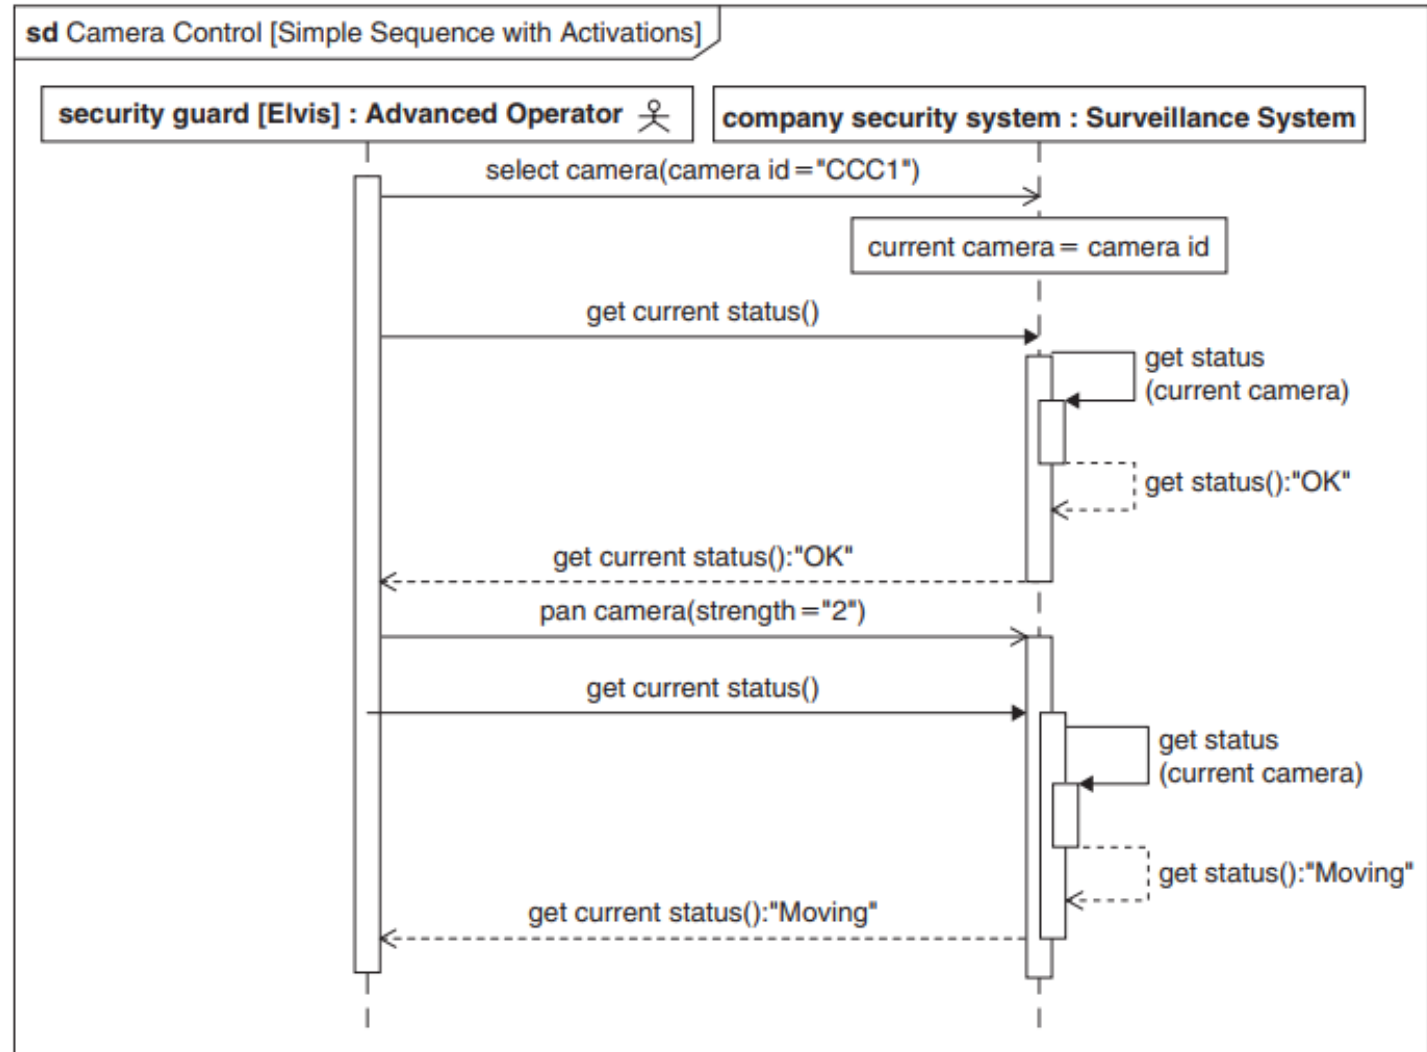 sd Camera Control [Simple Sequence with Activations]
security guard [Elvis] : Advanced Operator
company security system : Surveillance System
select camera(camera id="CCC1")
current camera = camera id
get current status()
get status
(current camera)
get status():"OK"
get current status():"OK"
pan camera(strength="2")
get current status()
get status
(current camera)
get status():"Moving"
get current status():"Moving"